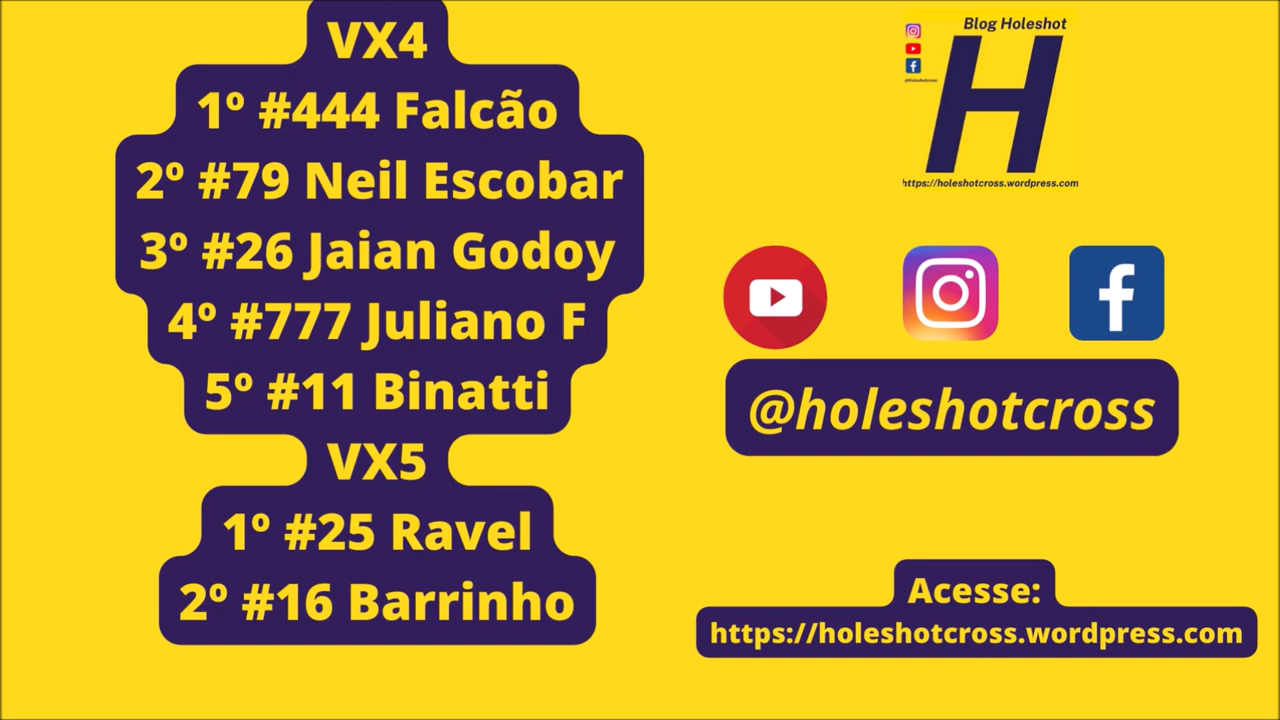 VX4
1º #444 Falcão
2º #79 Neil Escobar
3º #26 Jaian Godoy
4º #777 Juliano F
5º #11 Binatti
VX5
1º #25 Ravel
2º #16 Barrinho
Blog Holeshot
H
@holeshotcross
https://holeshotcross.wordpress.com
@holeshotcross
Acesse:
https://holeshotcross.wordpress.com